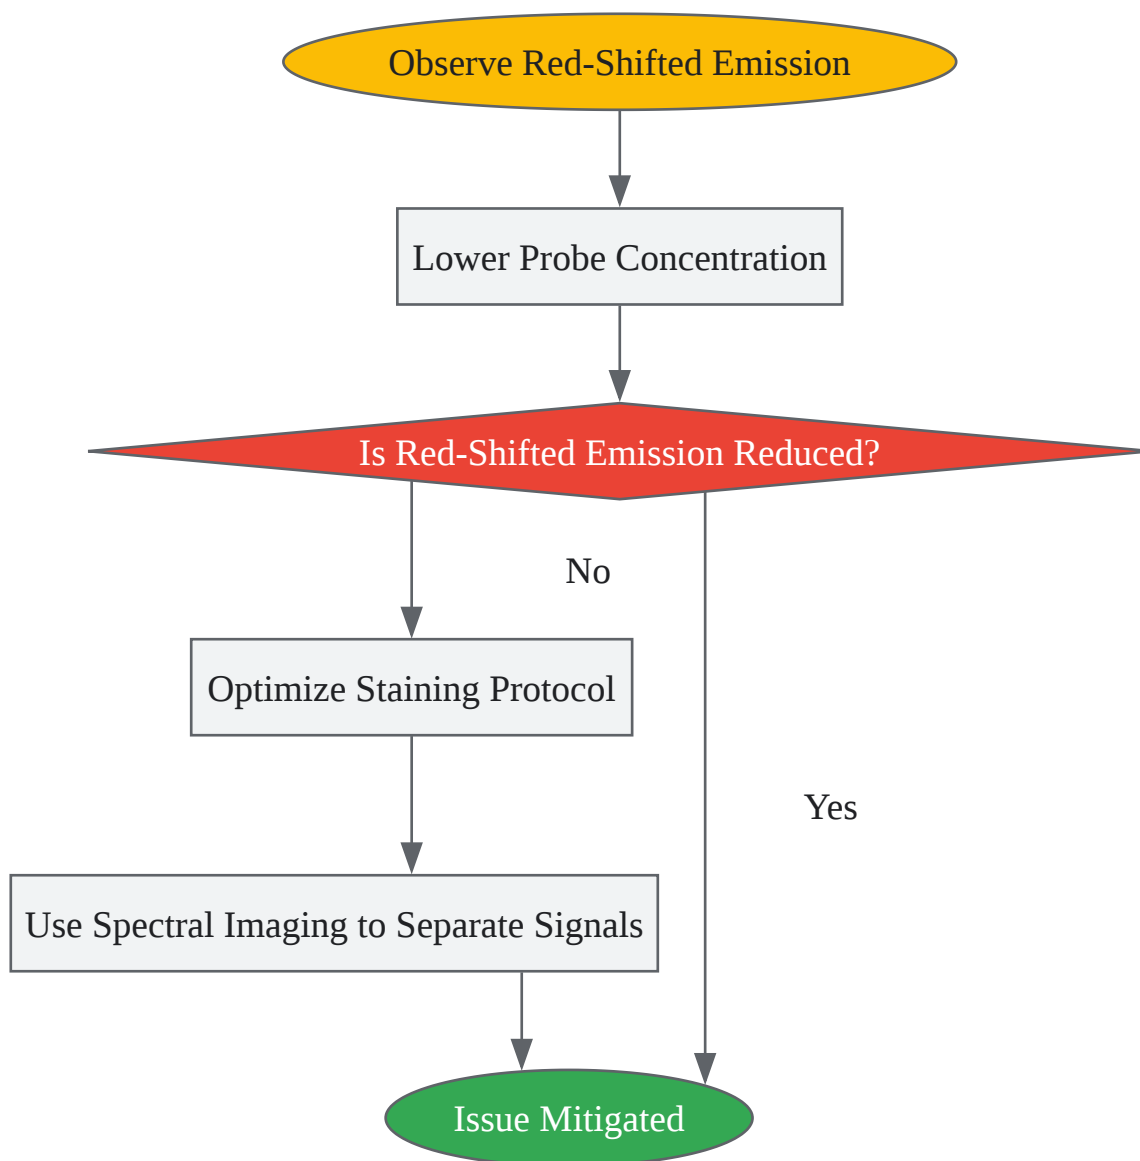 Observe Red-Shifted Emission
Lower Probe Concentration
Is Red-Shifted Emission Reduced?
No
Optimize Staining Protocol
Yes
Use Spectral Imaging to Separate Signals
Issue Mitigated